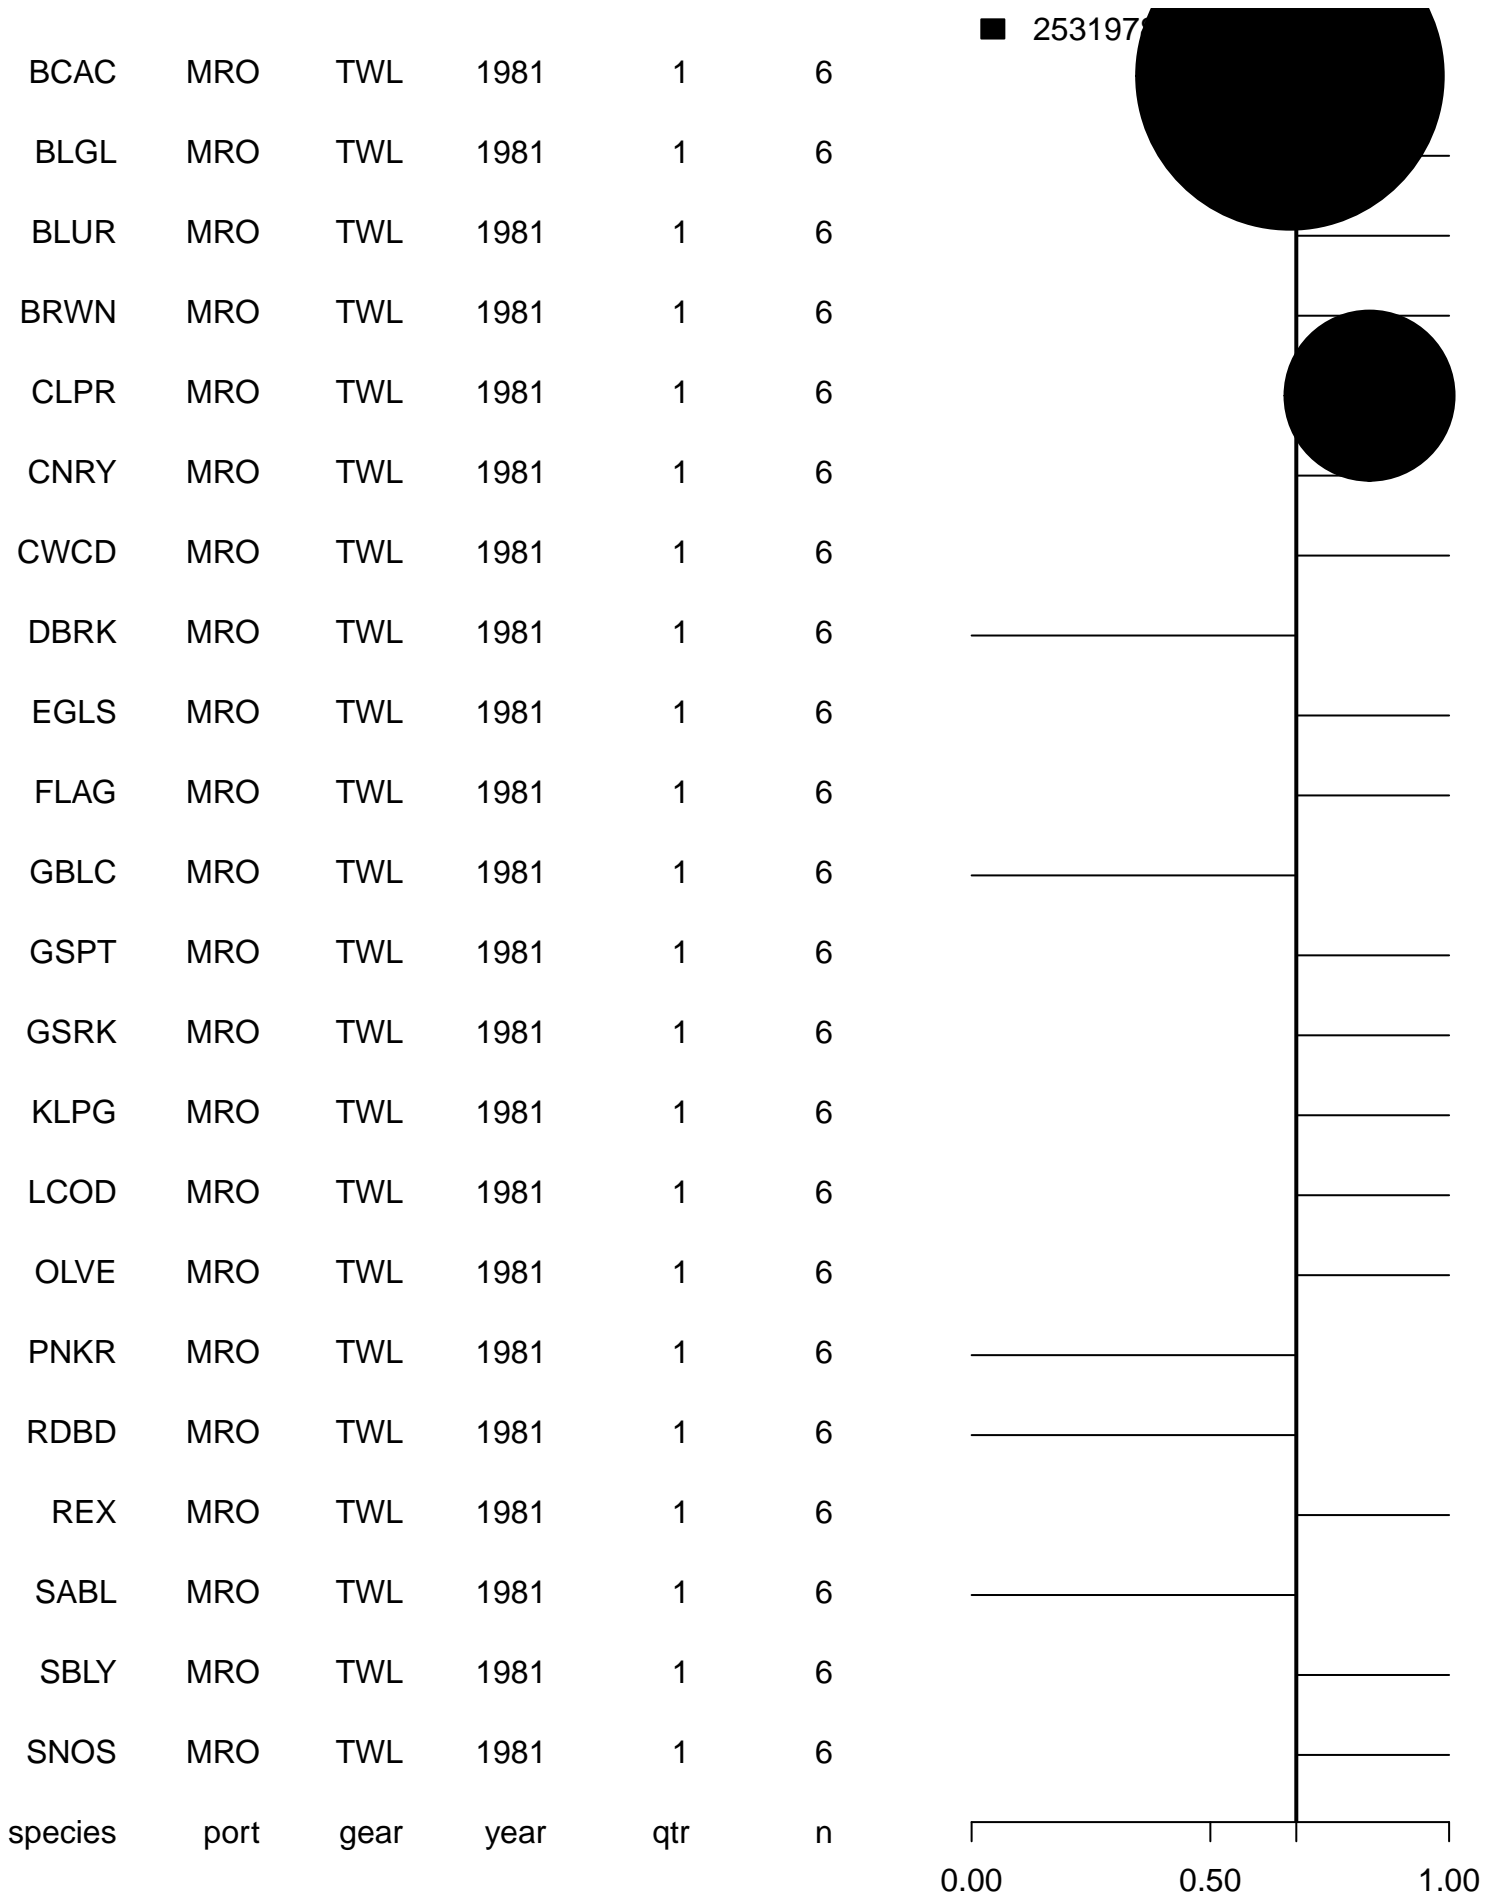 BCAC MRO TWL 1981 1 6
BLGL MRO TWL 1981 1 6
BLUR MRO TWL 1981 1 6
BRWN MRO TWL 1981 1 6
CLPR MRO TWL 1981 1 6
CNRY MRO TWL 1981 1 6
CWCD MRO TWL 1981 1 6
DBRK MRO TWL 1981 1 6
EGLS MRO TWL 1981 1 6
FLAG MRO TWL 1981 1 6
GBLC MRO TWL 1981 1 6
GSPT MRO TWL 1981 1 6
GSRK MRO TWL 1981 1 6
KLPG MRO TWL 1981 1 6
LCOD MRO TWL 1981 1 6
OLVE MRO TWL 1981 1 6
PNKR MRO TWL 1981 1 6
RDBD MRO TWL 1981 1 6
REX MRO TWL 1981 1 6
SABL MRO TWL 1981 1 6
SBLY MRO TWL 1981 1 6
SNOS MRO TWL 1981 1 6
species port gear year qtr n
0.00 0.50 1.00